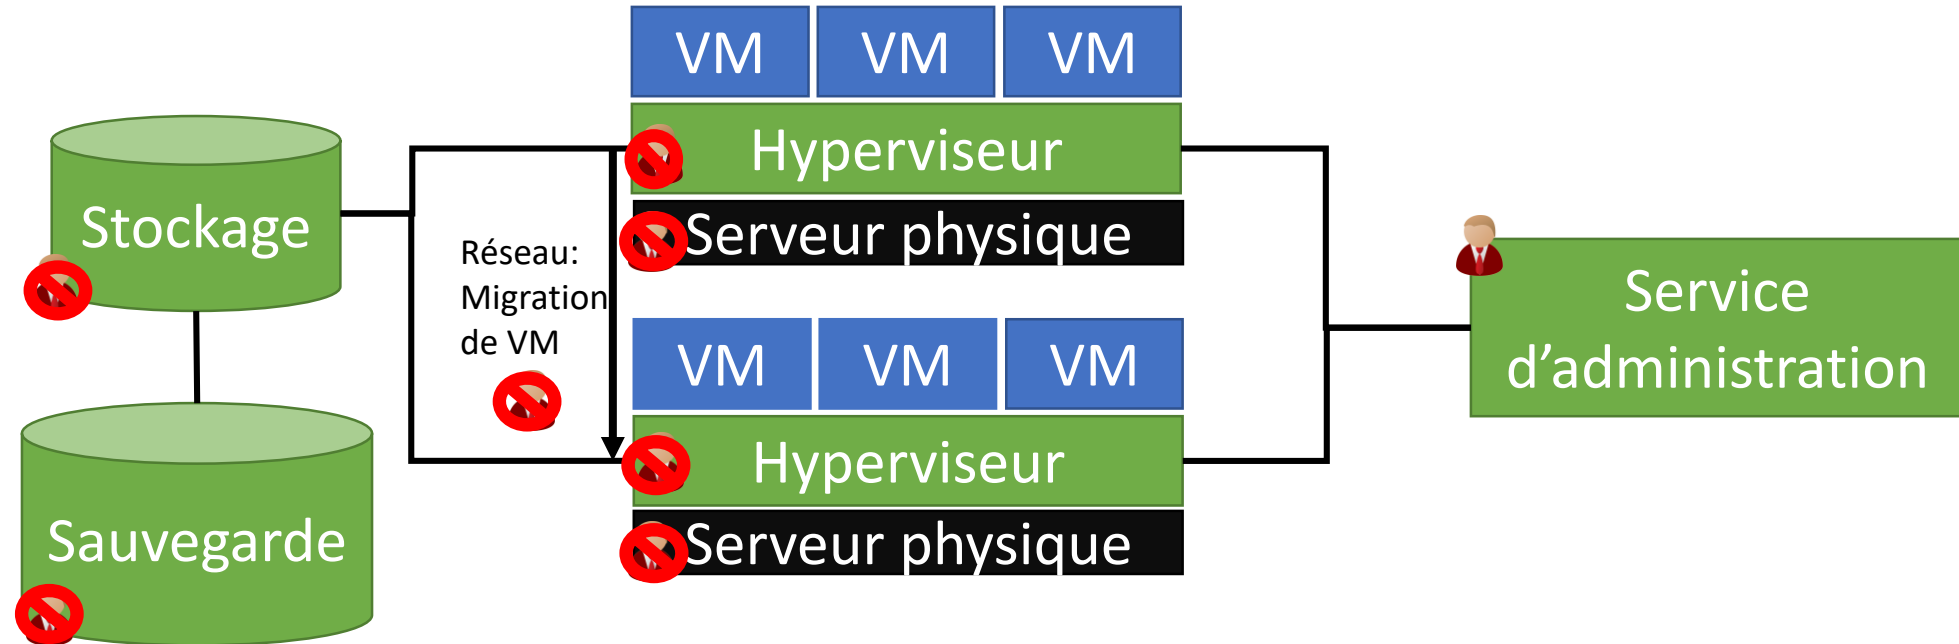 VM VM VM
Hyperviseur
Serveur physique
Stockage
Réseau:
Migration
de VM
VM VM VM
Hyperviseur
Serveur physique
Sauvegarde
Service
d’administration